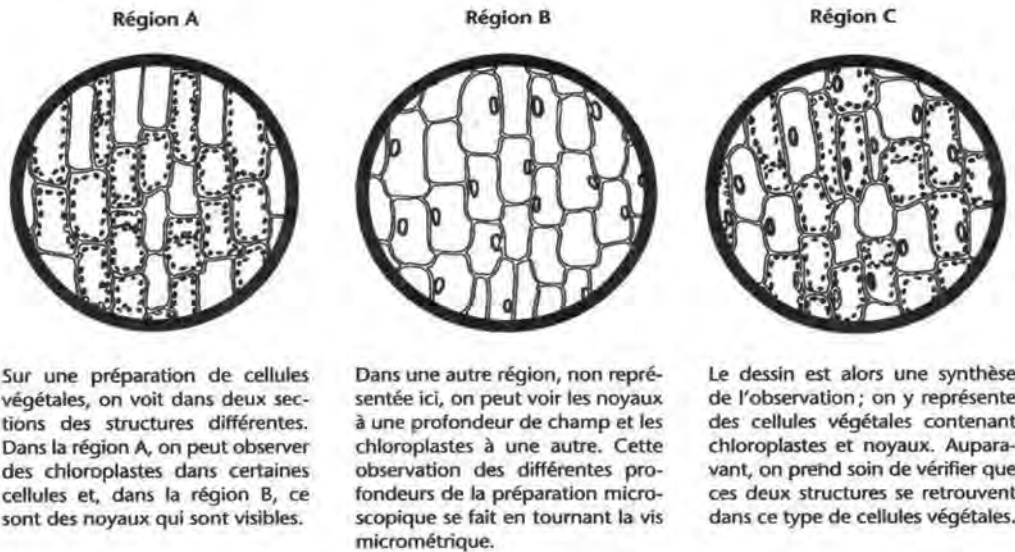 Région A
Région B
Région C
Sur une préparation de cellules
végétales, on voit dans deux sec-
tions des structures différentes.
Dans la région A, on peut observer
des chloroplastes dans certaines
cellules et, dans la région B, ce
sont des noyaux qui sont visibles.
Dans une autre région, non repré-
sentée ici, on peut voir les noyaux
à une profondeur de champ et les
chloroplastes à une autre. Cette
observation des différentes pro-
fondeurs de la préparation micro-
scopique se fait en tournant la vis
micrométrique.
Le dessin est alors une synthèse
de l'observation ; on y représente
des cellules végétales contenant
chloroplastes et noyaux. Aupara-
vant, on prend soin de vérifier que
ces deux structures se retrouvent
dans ce type de cellules végétales.